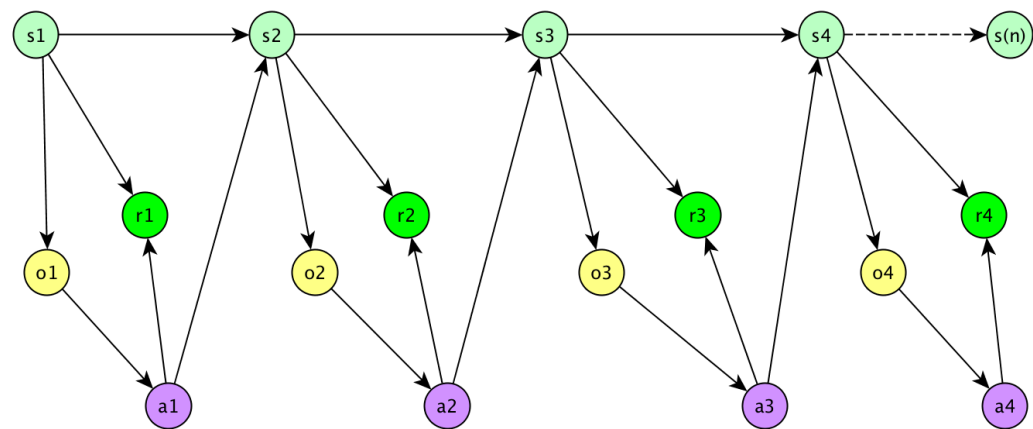 s1 s2 s3 s4 s(n)
r1 r2 r3 r4
o1 o2 o3 o4
a1 a2 a3 a4